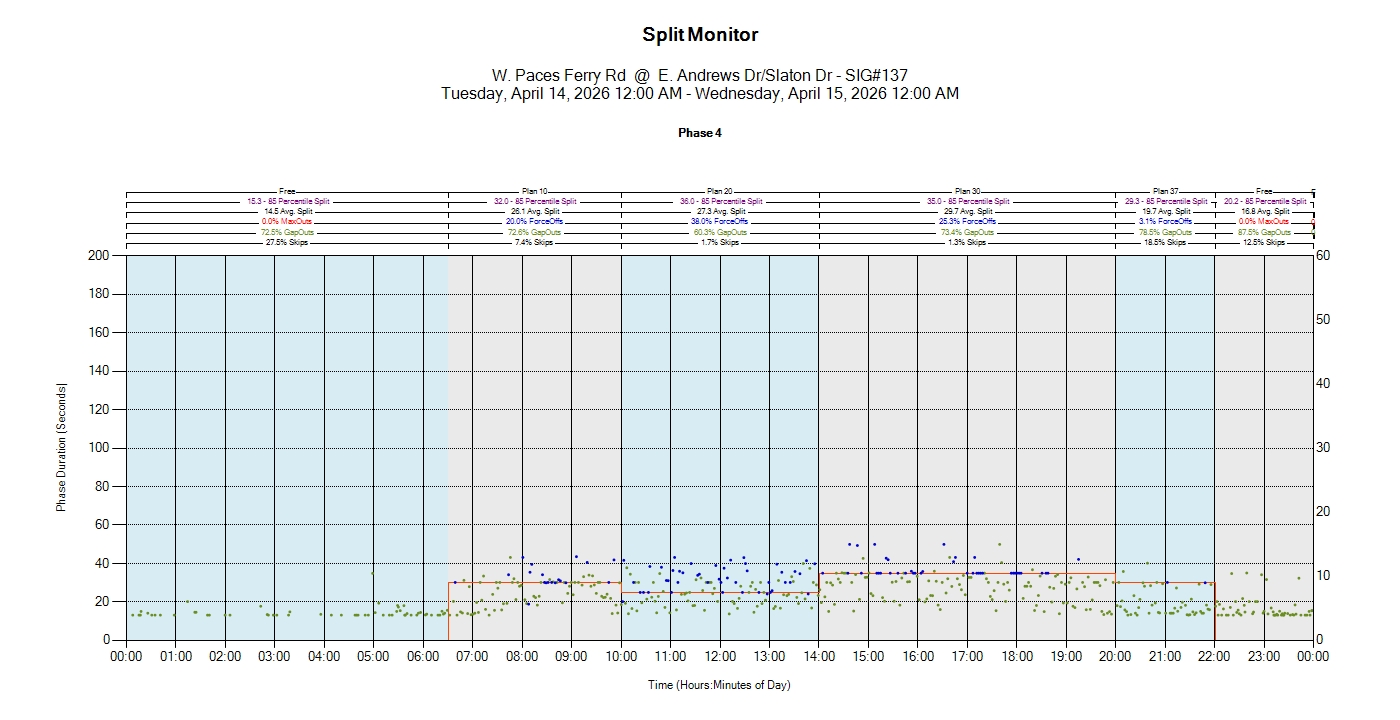 Split Monitor
W. Paces Ferry Rd @ E. Andrews Dr/Slaton Dr - SIG#137
Tuesday, April 14, 2026 12:00 AM - Wednesday, April 15, 2026 12:00 AM
Phase 4
Free Plan 10 Plan 20 Plan 30 Plan 37 Free
15.3 - 85 Percentile Split 32.0 - 85 Percentile Split 36.0 - 85 Percentile Split 35.0 - 85 Percentile Split 29.3 - 85 Percentile Split 20.2 - 85 Percentile Split
14.5 Avg. Split 26.1 Avg. Split 27.3 Avg. Split 29.7 Avg. Split 19.7 Avg. Split 16.8 Avg. Split
0.0% MaxOuts 20.0% ForceOffs 38.0% ForceOffs 25.3% ForceOffs 3.1% ForceOffs 0.0% MaxOuts
72.5% GapOuts 72.6% GapOuts 60.3% GapOuts 73.4% GapOuts 78.5% GapOuts 87.5% GapOuts
27.5% Skips 7.4% Skips 1.7% Skips 1.3% Skips 18.5% Skips 12.5% Skips
200 60
180
50
160
140
40
120
100 30
80
60 20
40
10
20
0 0
Phase Duration (Seconds)
00:00 01:00 02:00 03:00 04:00 05:00 06:00 07:00 08:00 09:00 10:00 11:00 12:00 13:00 14:00 15:00 16:00 17:00 18:00 19:00 20:00 21:00 22:00 23:00 00:00
Time (Hours:Minutes of Day)